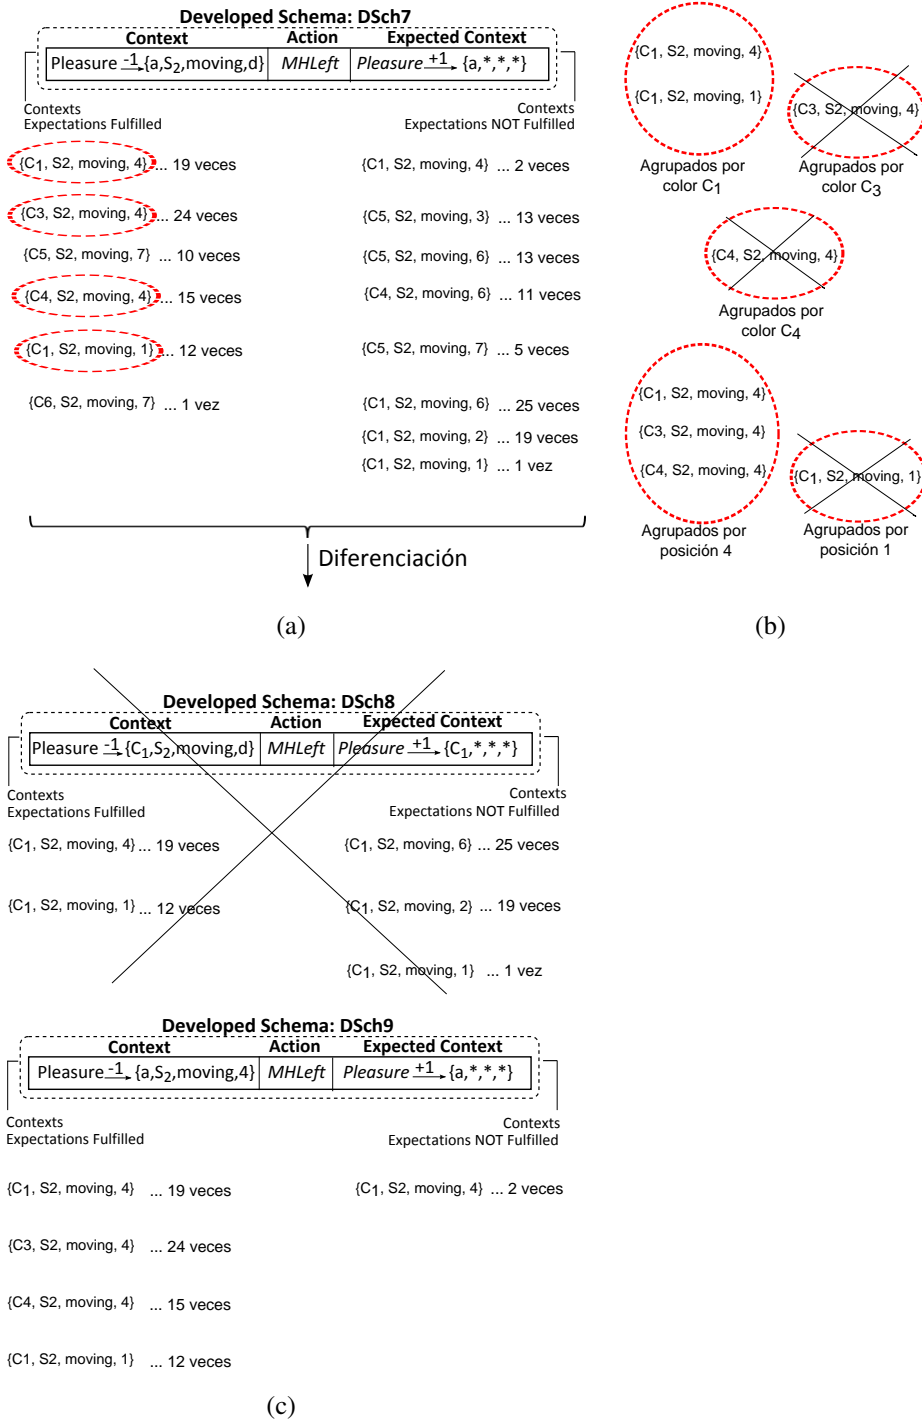 Developed Schema: DSch7
Context Action Expected Context
Pleasure -1 {a,S2,moving,d} MHLeft Pleasure +1 {a,*,*,*}
Contexts
Expectations Fulfilled
Contexts
Expectations NOT Fulfilled
{C1, S2, moving, 4} ... 19 veces
{C3, S2, moving, 4} ... 24 veces
{C5, S2, moving, 7} ... 10 veces
{C4, S2, moving, 4} ... 15 veces
{C1, S2, moving, 1} ... 12 veces
{C6, S2, moving, 7} ... 1 vez
{C1, S2, moving, 4} ... 2 veces
{C5, S2, moving, 3} ... 13 veces
{C5, S2, moving, 6} ... 13 veces
{C4, S2, moving, 6} ... 11 veces
{C5, S2, moving, 7} ... 5 veces
{C1, S2, moving, 6} ... 25 veces
{C1, S2, moving, 2} ... 19 veces
{C1, S2, moving, 1} ... 1 vez
Diferenciación
(a)
{C1, S2, moving, 4}
{C1, S2, moving, 1}
Agrupados por
color C1
{C3, S2, moving, 4}
Agrupados por
color C3
{C4, S2, moving, 4}
Agrupados por
color C4
{C1, S2, moving, 4}
{C3, S2, moving, 4}
{C4, S2, moving, 4}
Agrupados por
posición 4
{C1, S2, moving, 1}
Agrupados por
posición 1
(b)
Developed Schema: DSch8
Context Action Expected Context
Pleasure -1 {C1,S2,moving,d} MHLeft Pleasure +1 {C1,*,*,*}
Contexts
Expectations Fulfilled
Contexts
Expectations NOT Fulfilled
{C1, S2, moving, 4} ... 19 veces
{C1, S2, moving, 1} ... 12 veces
{C1, S2, moving, 6} ... 25 veces
{C1, S2, moving, 2} ... 19 veces
{C1, S2, moving, 1} ... 1 vez
Developed Schema: DSch9
Context Action Expected Context
Pleasure -1 {a,S2,moving,4} MHLeft Pleasure +1 {a,*,*,*}
Contexts
Expectations Fulfilled
Contexts
Expectations NOT Fulfilled
{C1, S2, moving, 4} ... 19 veces
{C3, S2, moving, 4} ... 24 veces
{C4, S2, moving, 4} ... 15 veces
{C1, S2, moving, 1} ... 12 veces
{C1, S2, moving, 4} ... 2 veces
(c)